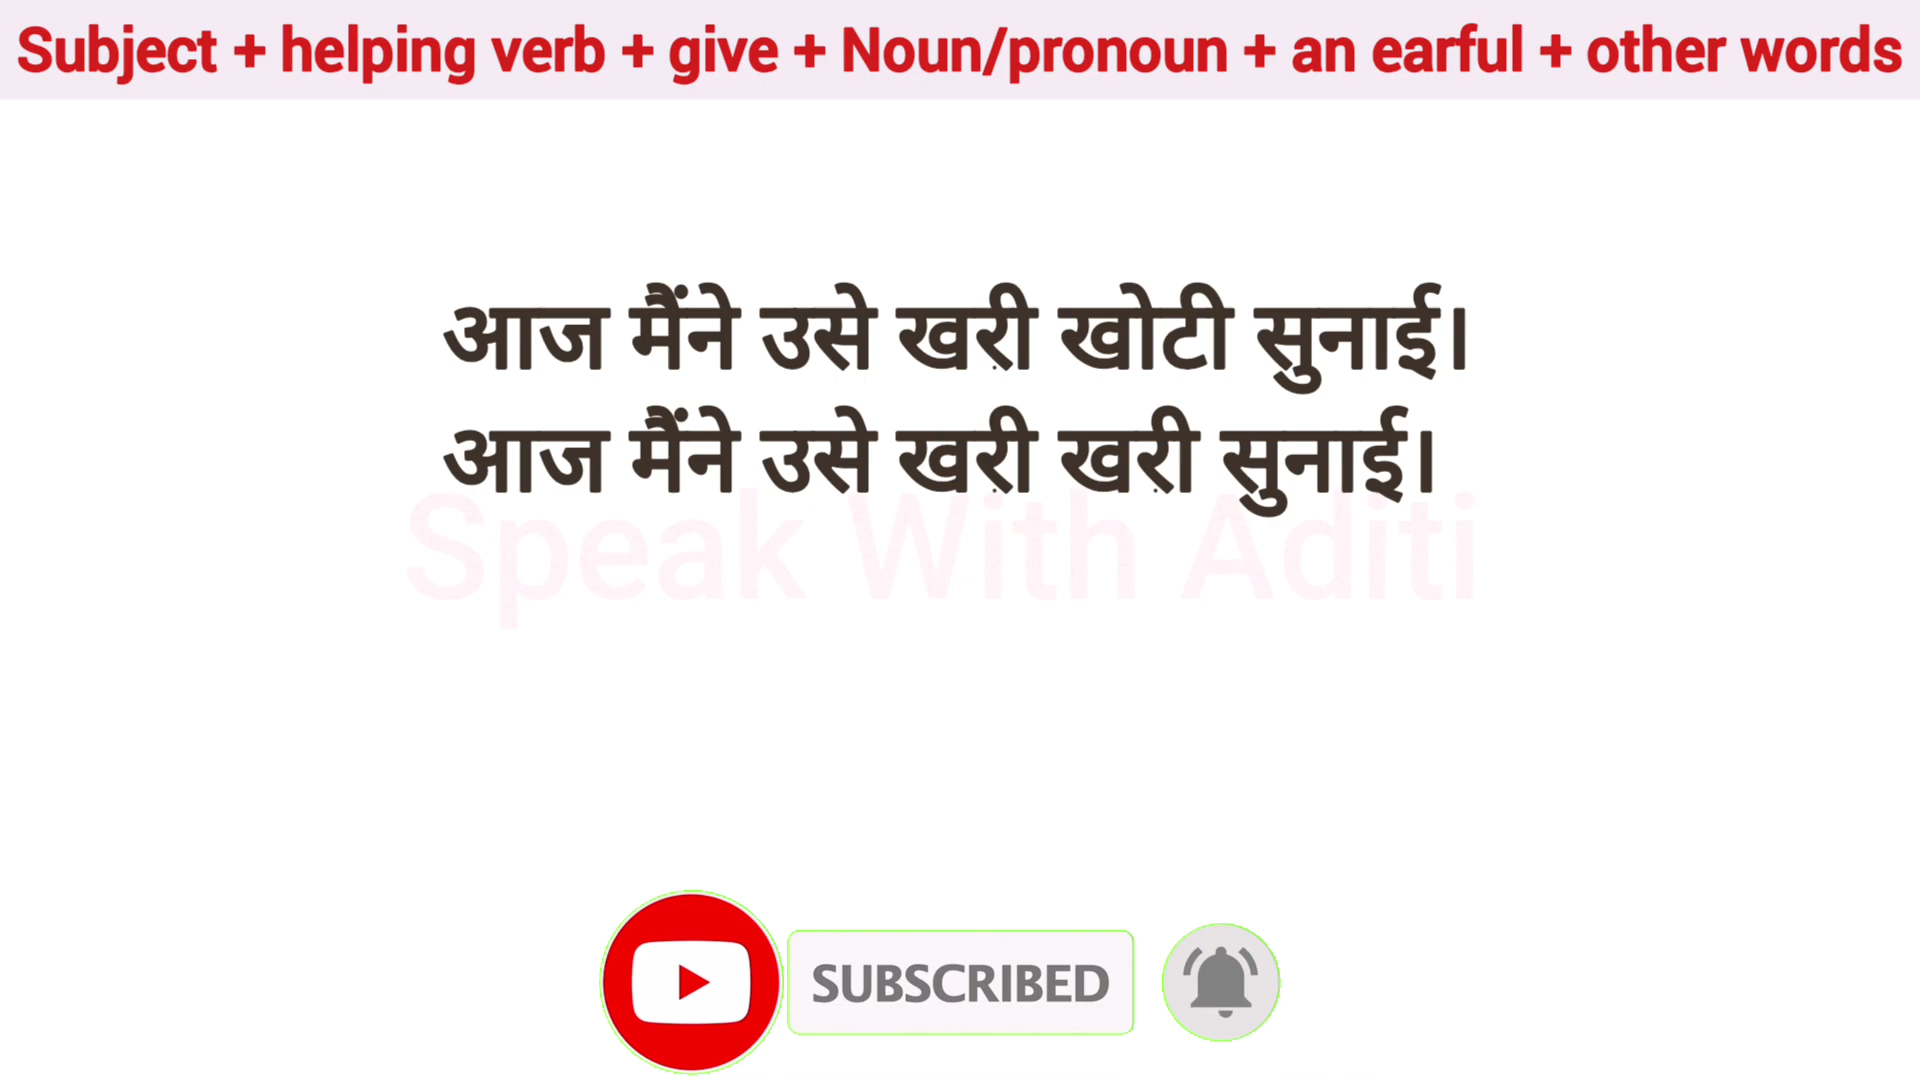 Subject + helping verb + give + Noun/pronoun + an earful + other words
आज मैंने उसे खरी खोटी सुनाई।
आज मैंने उसे खरी खरी सुनाई।
Speak With Aditi
SUBSCRIBED